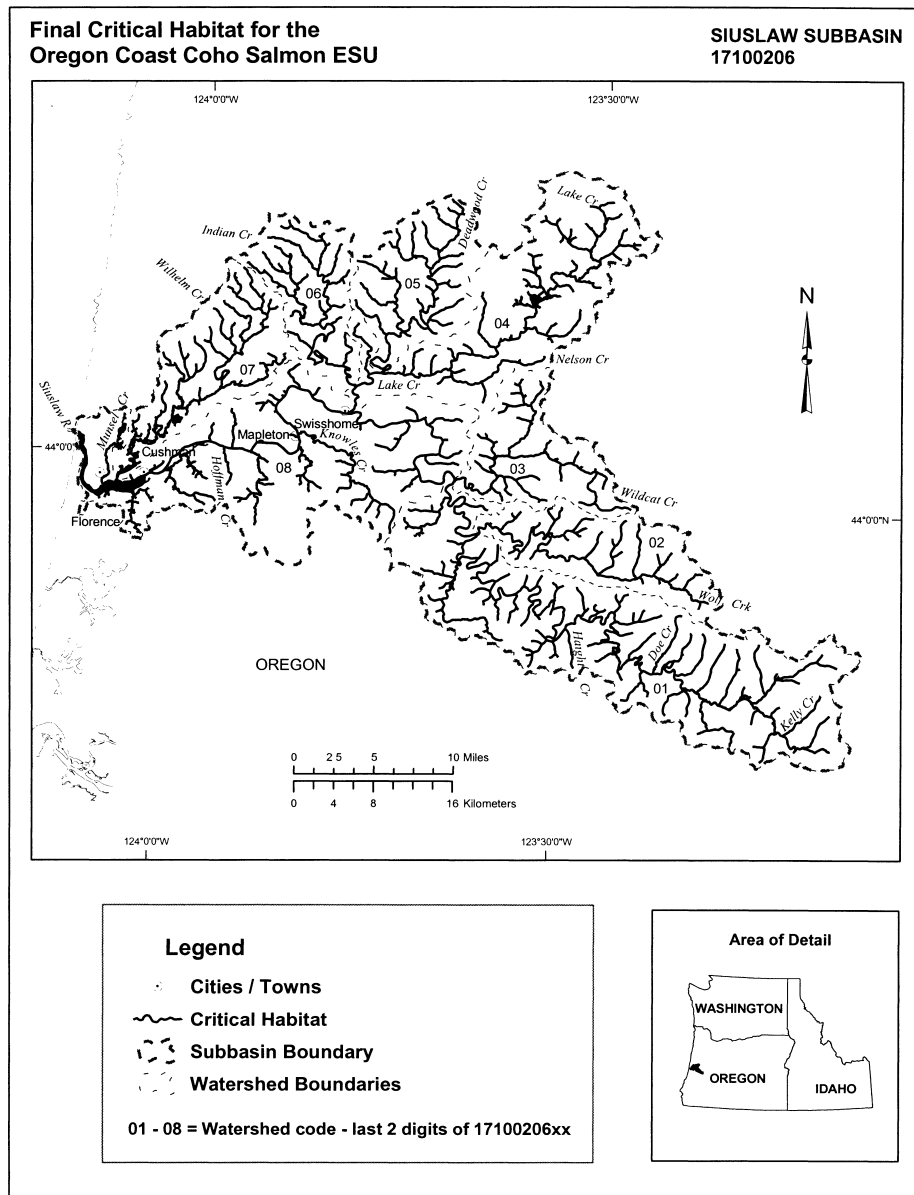 Final Critical Habitat for the
Oregon Coast Coho Salmon ESU
SIUSLAW SUBBASIN
17100206
124°0'0"W
123°30'0"W
Lake Cr
Deadwood Cr
Indian Cr
Wilhelm Cr
05
06
04
N
Nelson Cr
07
Lake Cr
Siuslaw R
Munsel Cr
Swisshome
44°0'0"N
Mapleton
Knowles Cr
Cushman
Hoffman Cr
08
03
Wildcat Cr
Florence
44°0'0"N
02
Wolf Crk
Haight Cr
Doe Cr
OREGON
01
Kelly Cr
0 2.5 5 10 Miles
0 4 8 16 Kilometers
124°0'0"W
123°30'0"W
Legend
Cities / Towns
Critical Habitat
Subbasin Boundary
Watershed Boundaries
01 - 08 = Watershed code - last 2 digits of 17100206xx
Area of Detail
WASHINGTON
OREGON
IDAHO